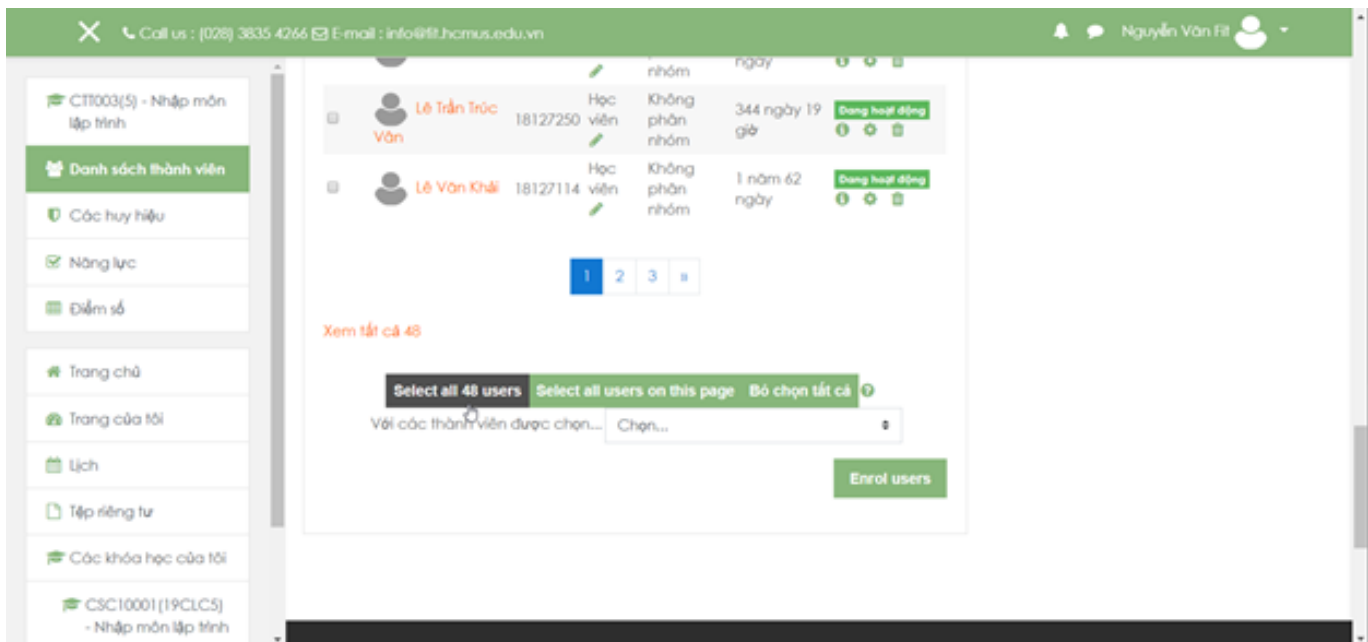 Call us : (028) 3835 4266 E-mail : info@fit.hcmus.edu.vn
Nguyễn Văn Fit
CTT003(5) - Nhập môn
lập trình
Danh sách thành viên
Các huy hiệu
Năng lực
Điểm số
Trang chủ
Trang của tôi
Lịch
Tệp riêng tư
Các khóa học của tôi
CSC10001(19CLC5)
- Nhập môn lập trình
nhóm
ngày
Lê Trần Trúc
Vân
18127250
Học
viên
Không
phân
nhóm
344 ngày 19
giờ
Đang hoạt động
Lê Văn Khải
18127114
Học
viên
Không
phân
nhóm
1 năm 62
ngày
Đang hoạt động
1 2 3 »
Xem tất cả 48
Select all 48 users
Select all users on this page
Bỏ chọn tất cả
Với các thành viên được chọn...
Chọn...
Enrol users